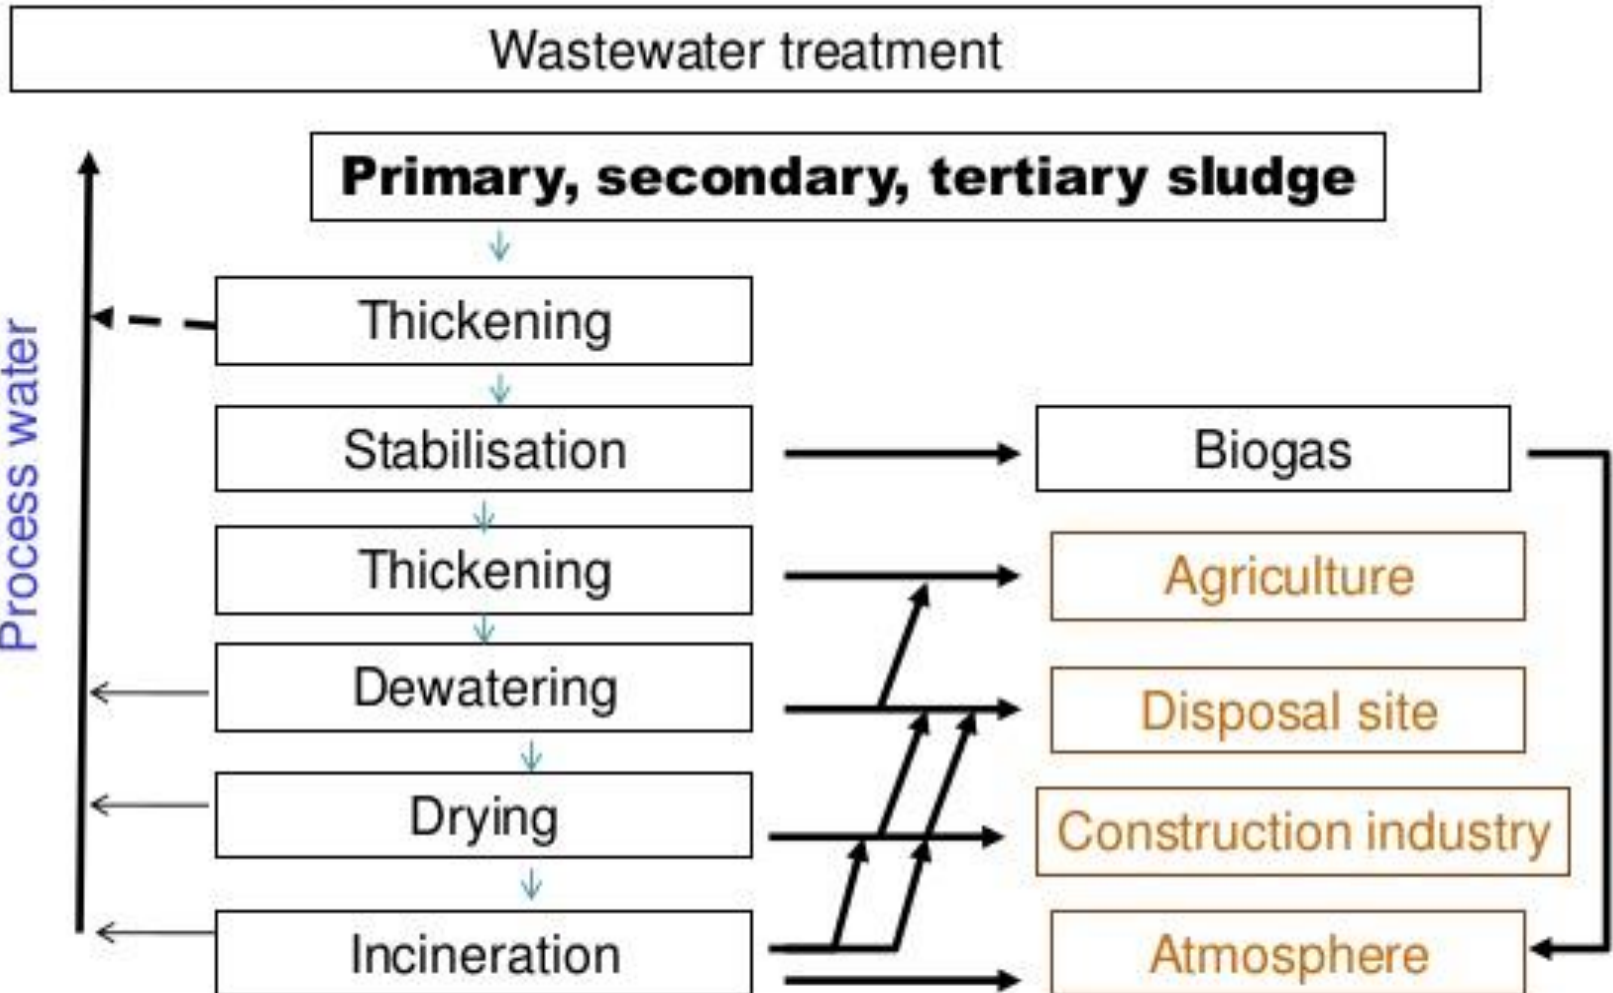 Wastewater treatment
Primary, secondary, tertiary sludge
Process water
Thickening
Stabilisation
Biogas
Thickening
Agriculture
Dewatering
Disposal site
Drying
Construction industry
Incineration
Atmosphere